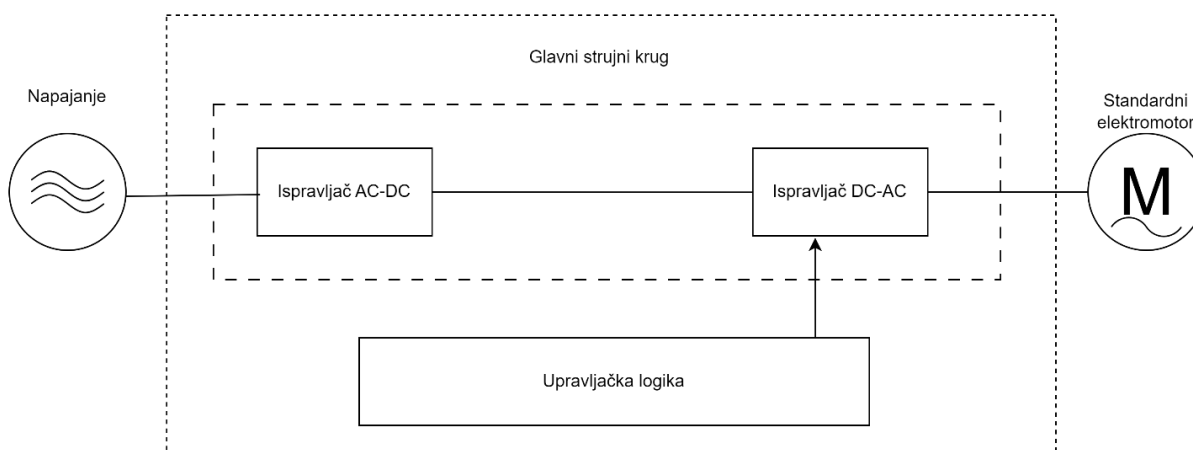 Glavni strujni krug
Napajanje
Standardni
elektromotor
Ispravljač AC-DC
Ispravljač DC-AC
M
Upravljačka logika